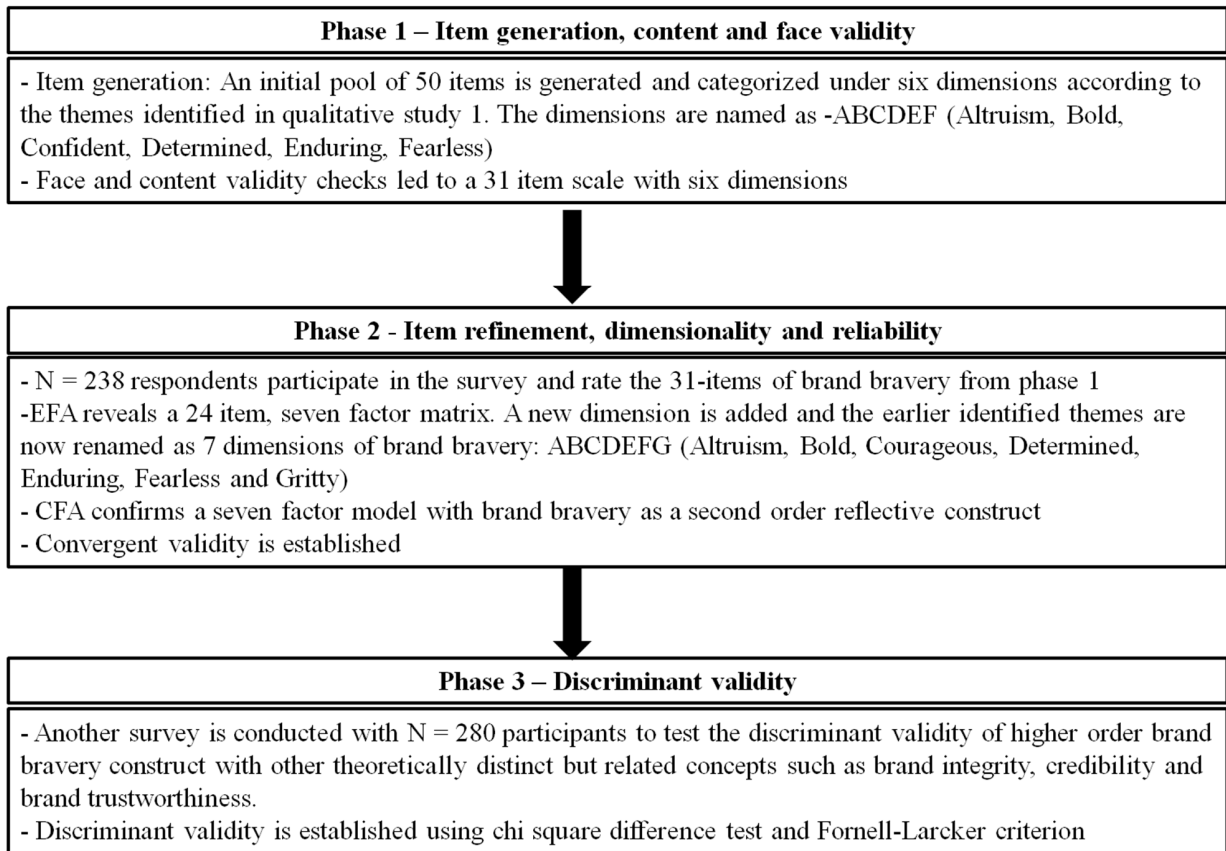 Phase 1 – Item generation, content and face validity
- Item generation: An initial pool of 50 items is generated and categorized under six dimensions according to
the themes identified in qualitative study 1. The dimensions are named as -ABCDEF (Altruism, Bold,
Confident, Determined, Enduring, Fearless)
- Face and content validity checks led to a 31 item scale with six dimensions
Phase 2 - Item refinement, dimensionality and reliability
- N = 238 respondents participate in the survey and rate the 31-items of brand bravery from phase 1
-EFA reveals a 24 item, seven factor matrix. A new dimension is added and the earlier identified themes are
now renamed as 7 dimensions of brand bravery: ABCDEFG (Altruism, Bold, Courageous, Determined,
Enduring, Fearless and Gritty)
- CFA confirms a seven factor model with brand bravery as a second order reflective construct
- Convergent validity is established
Phase 3 – Discriminant validity
- Another survey is conducted with N = 280 participants to test the discriminant validity of higher order brand
bravery construct with other theoretically distinct but related concepts such as brand integrity, credibility and
brand trustworthiness.
- Discriminant validity is established using chi square difference test and Fornell-Larcker criterion